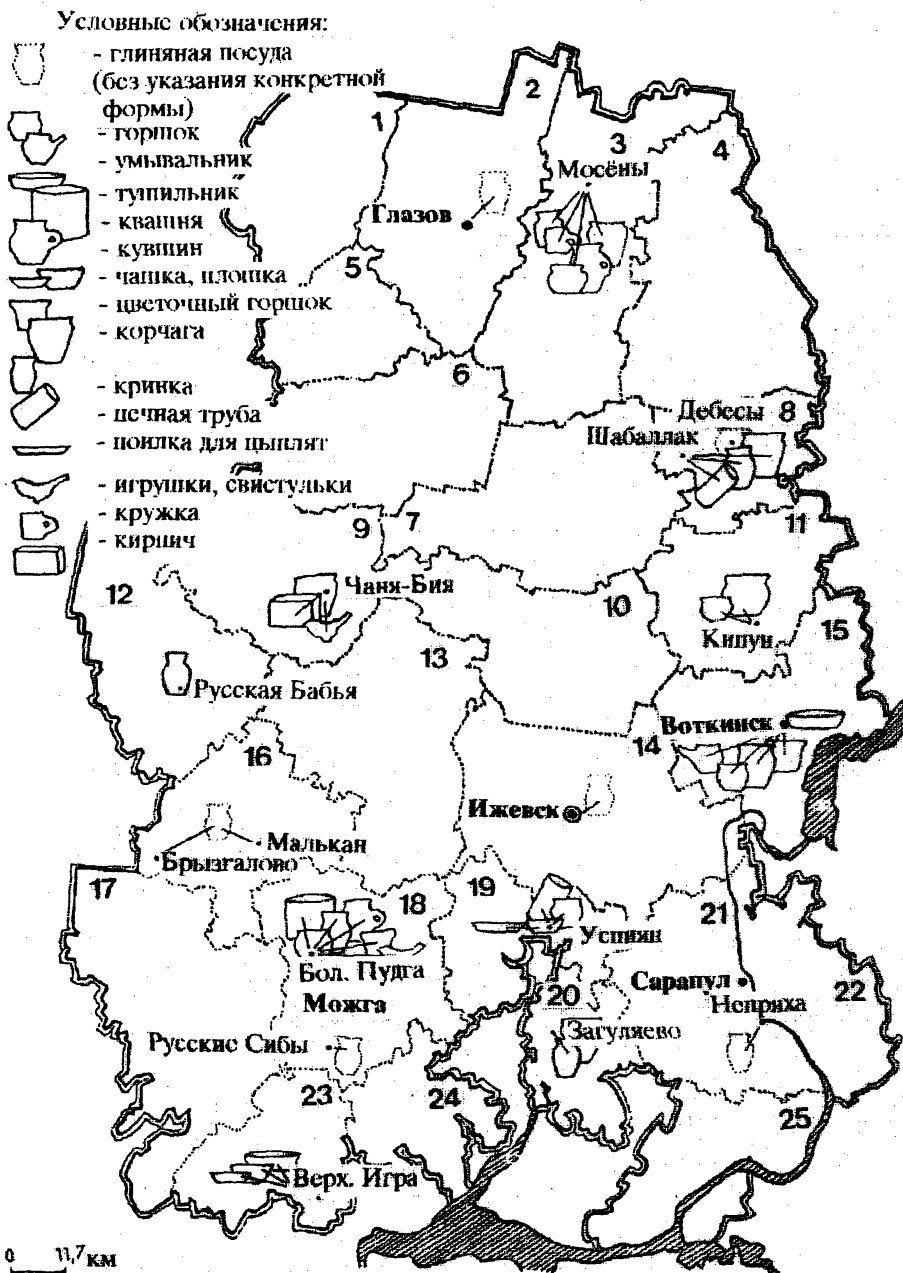 Условные обозначения:
- глиняная посуда
(без указания конкретной
формы)
- горшок
- умывальник
- тушильник
- квашня
- кувшин
- чашка, плошка
- цветочный горшок
- корчага
- кринка
- печная труба
- поилка для цыплят
- игрушки, свистульки
- кружка
- кирпич
1
2
3
4
Мосёны
Глазов
5
6
Дебесы 8
Шабаллак
9
7
11
12
Чаня-Бия
10
Кипун
15
13
Русская Бабья
Воткинск
14
16
Ижевск
Малькан
Брызгалово
17
18
19
21
Успиян
Бол. Пудга
Можга
20
Сарапул
Неприха
22
Русские Сибы
Загуляево
23
24
25
Верх. Игра
0 11,7 км